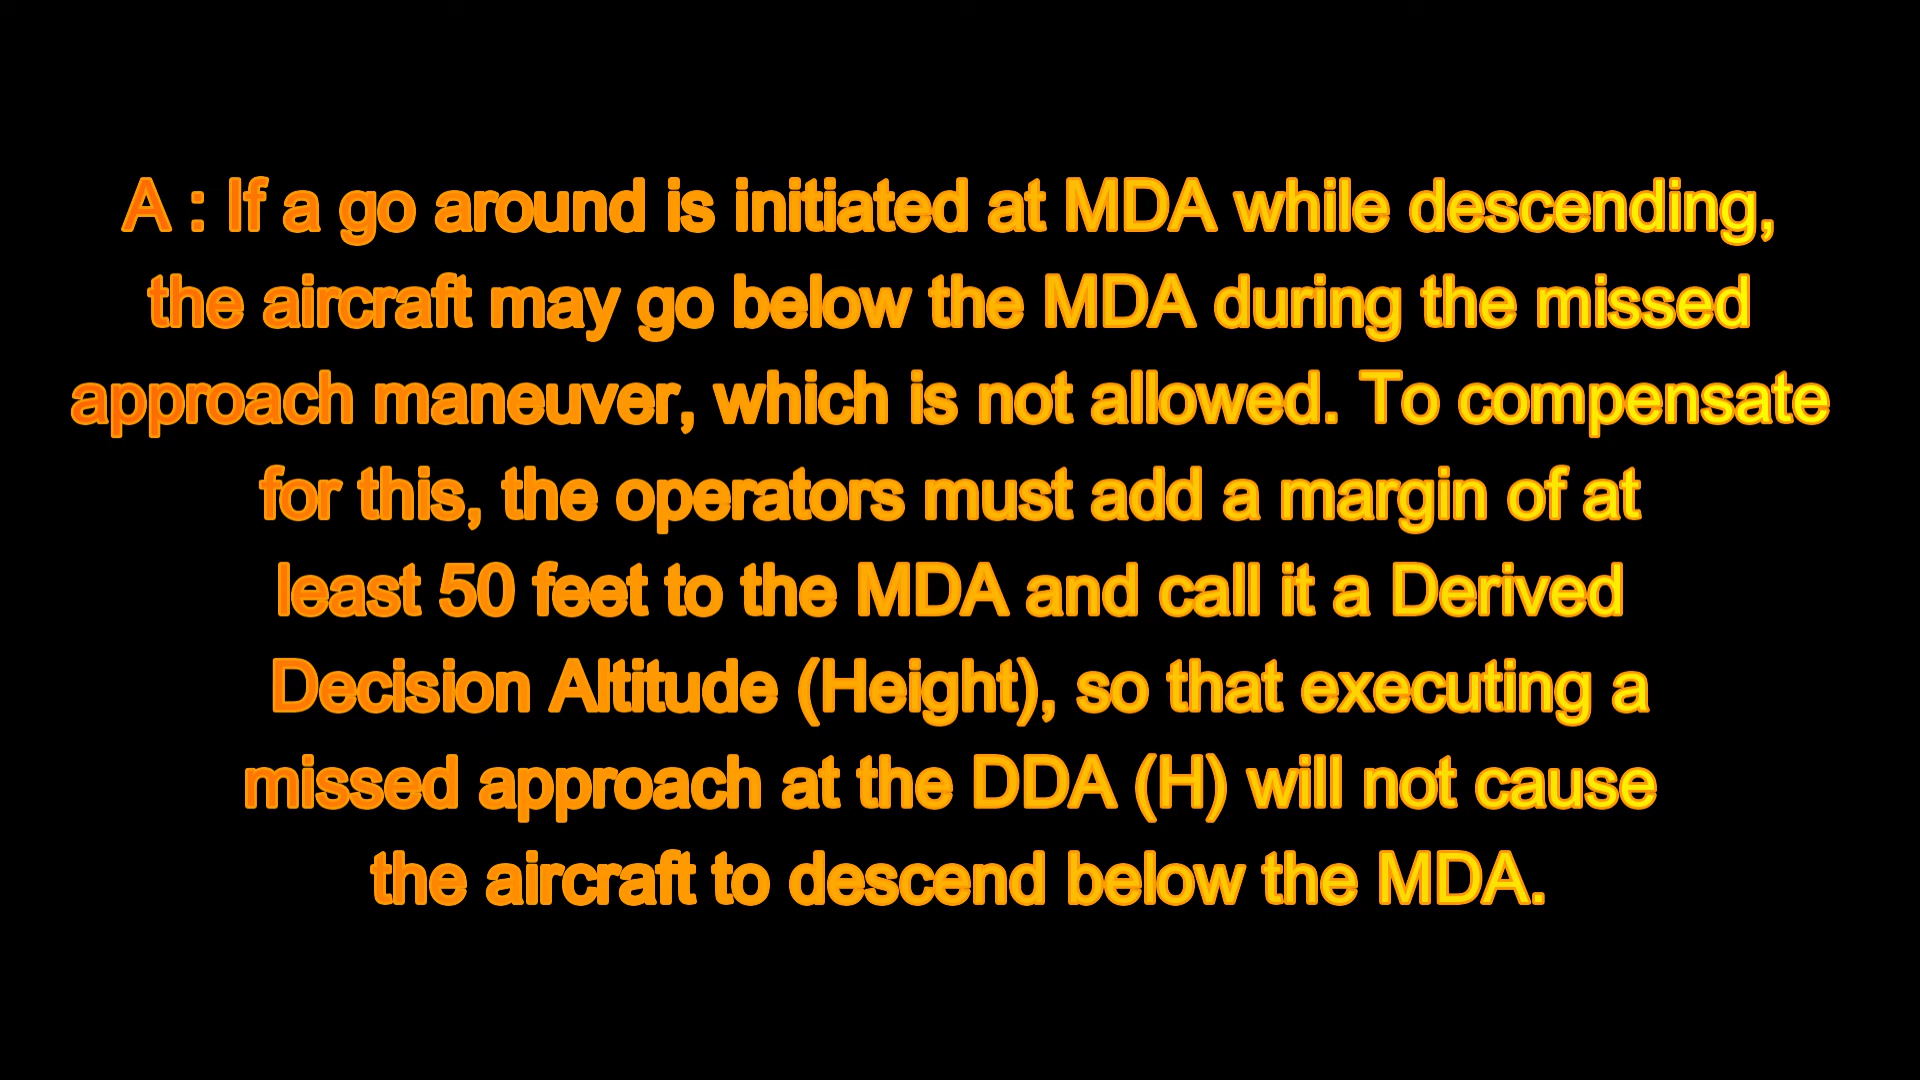 A : If a go around is initiated at MDA while descending,
the aircraft may go below the MDA during the missed
approach maneuver, which is not allowed. To compensate
for this, the operators must add a margin of at
least 50 feet to the MDA and call it a Derived
Decision Altitude (Height), so that executing a
missed approach at the DDA (H) will not cause
the aircraft to descend below the MDA.